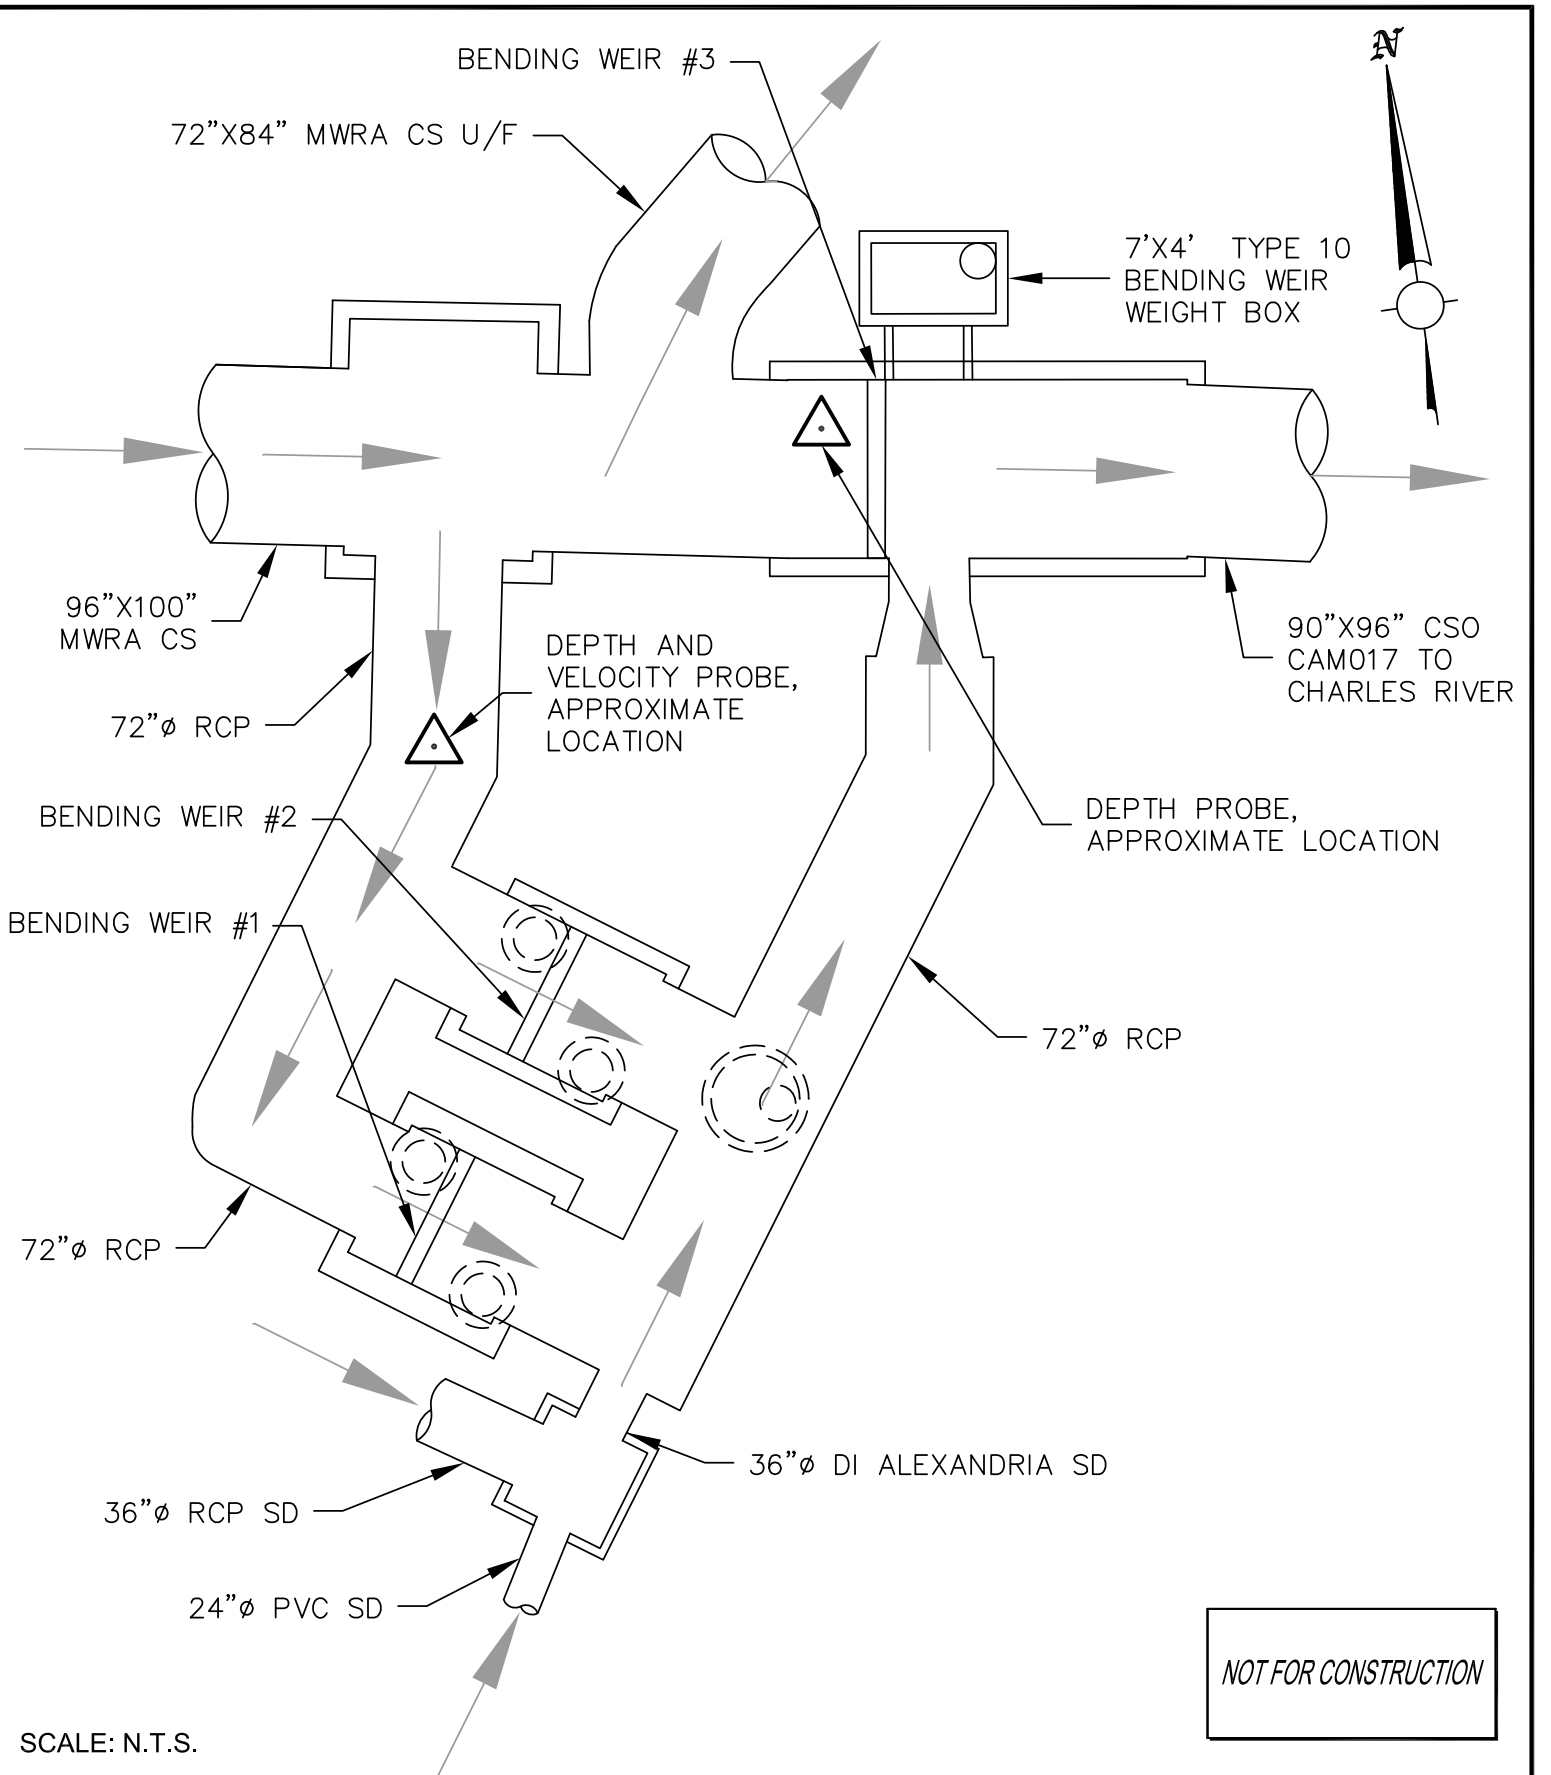 BENDING WEIR #3
N
72"X84" MWRA CS U/F
7'X4' TYPE 10
BENDING WEIR
WEIGHT BOX
96"X100"
MWRA CS
90"X96" CSO
CAM017 TO
CHARLES RIVER
DEPTH AND
VELOCITY PROBE,
APPROXIMATE
LOCATION
72"ø RCP
BENDING WEIR #2
DEPTH PROBE,
APPROXIMATE LOCATION
BENDING WEIR #1
72"ø RCP
72"ø RCP
36"ø DI ALEXANDRIA SD
36"ø RCP SD
24"ø PVC SD
NOT FOR CONSTRUCTION
SCALE: N.T.S.